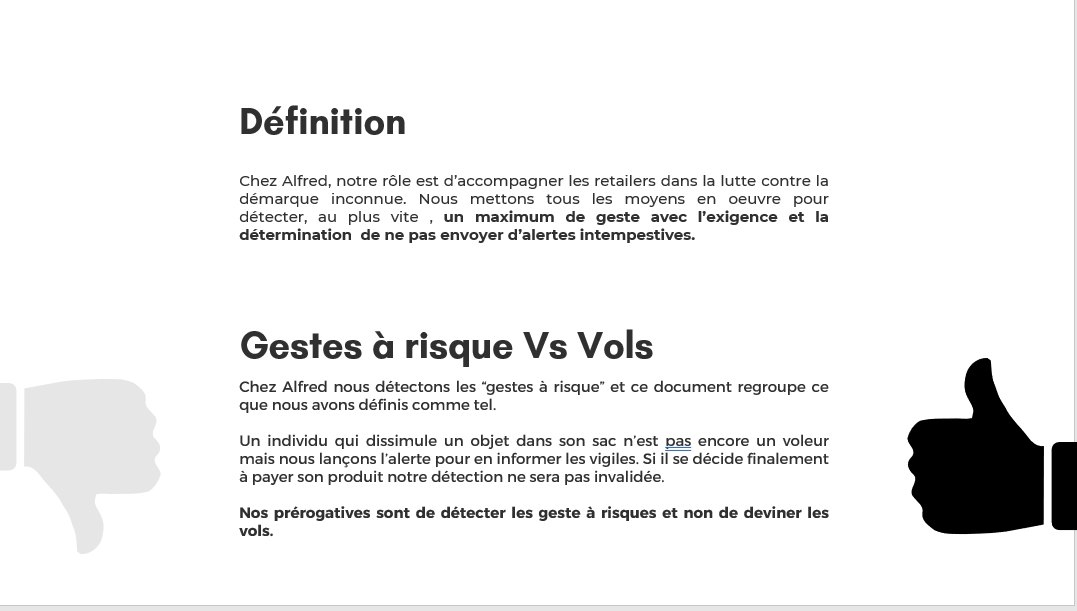 Définition
Chez Alfred, notre rôle est d’accompagner les retailers dans la lutte contre la
démarque inconnue. Nous mettons tous les moyens en oeuvre pour
détecter, au plus vite , un maximum de geste avec l’exigence et la
détermination  de ne pas envoyer d’alertes intempestives.
Gestes à risque Vs Vols
Chez Alfred nous détectons les “gestes à risque” et ce document regroupe ce
que nous avons définis comme tel.
Un individu qui dissimule un objet dans son sac n’est pas encore un voleur
mais nous lançons l’alerte pour en informer les vigiles. Si il se décide finalement
à payer son produit notre détection ne sera pas invalidée.
Nos prérogatives sont de détecter les geste à risques et non de deviner les
vols.